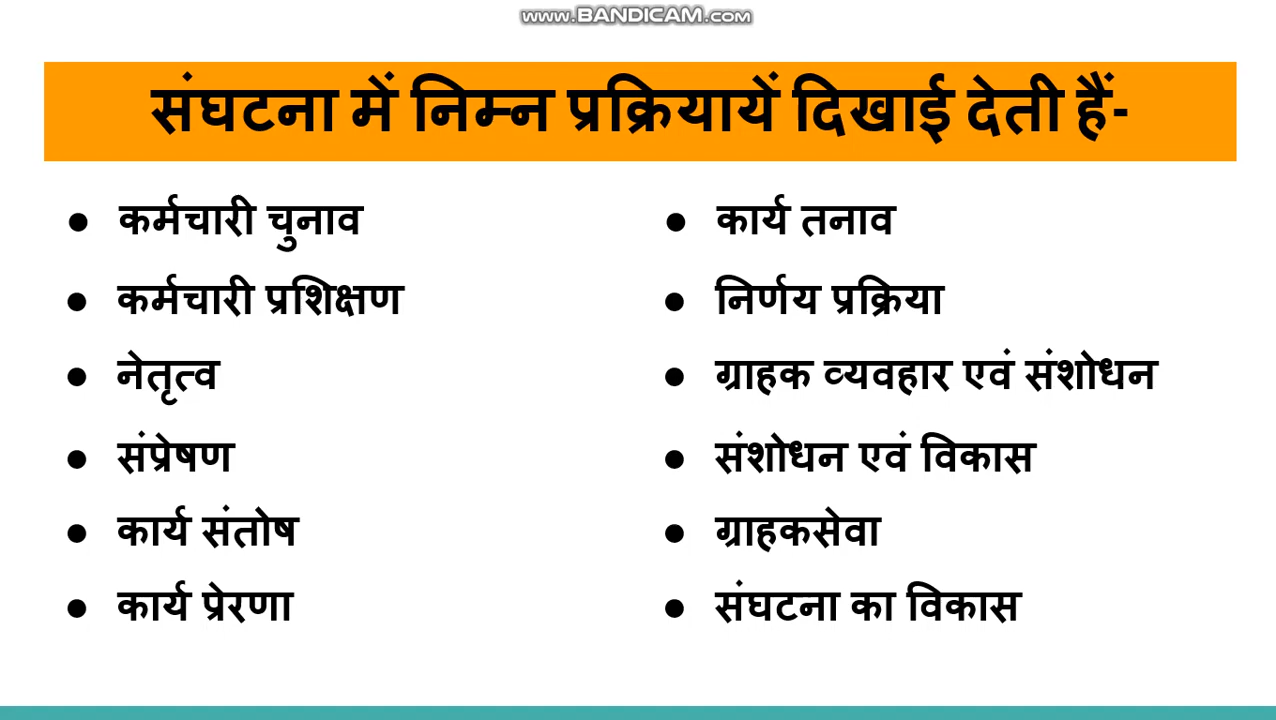 www.BANDICAM.com
संघटना में निम्न प्रक्रियायें दिखाई देती हैं-
● कर्मचारी चुनाव
● कर्मचारी प्रशिक्षण
● नेतृत्व
● संप्रेषण
● कार्य संतोष
● कार्य प्रेरणा
● कार्य तनाव
● निर्णय प्रक्रिया
● ग्राहक व्यवहार एवं संशोधन
● संशोधन एवं विकास
● ग्राहकसेवा
● संघटना का विकास